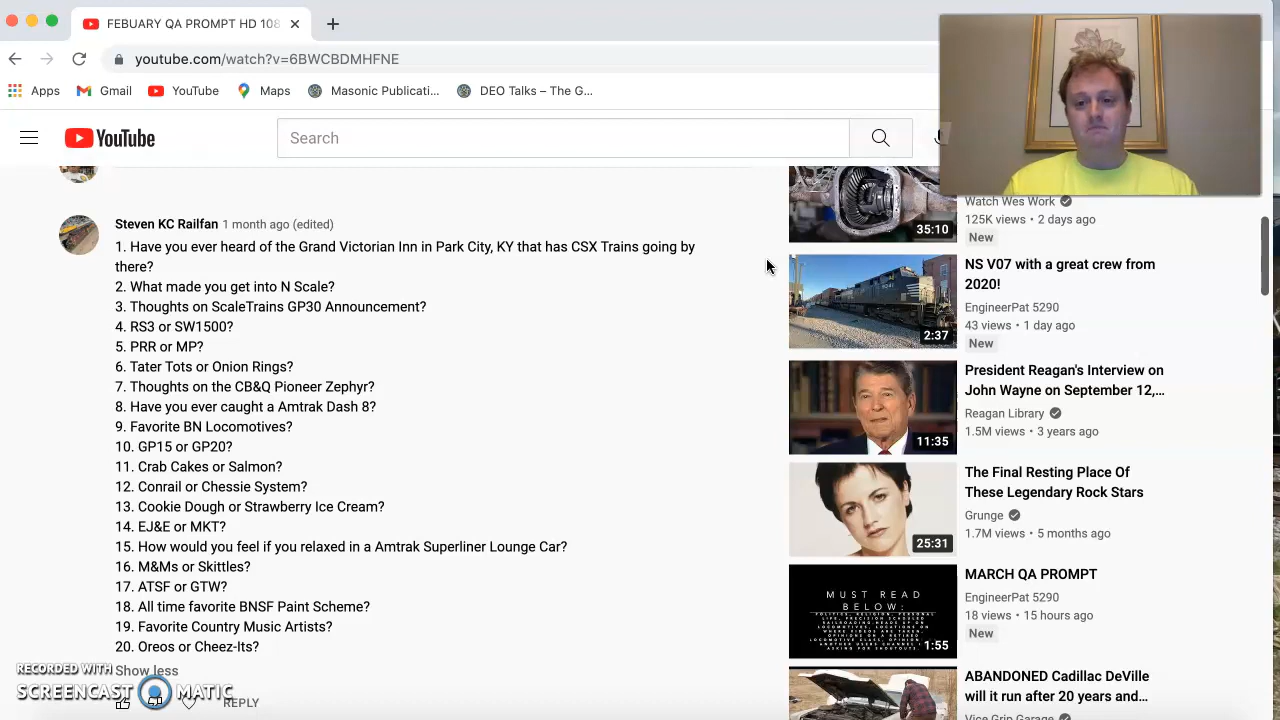 FEBUARY QA PROMPT HD 108
youtube.com/watch?v=6BWCBDMHFNE
Apps Gmail YouTube Maps Masonic Publicati... DEO Talks – The G...
YouTube
Search
Steven KC Railfan 1 month ago (edited)
1. Have you ever heard of the Grand Victorian Inn in Park City, KY that has CSX Trains going by
there?
2. What made you get into N Scale?
3. Thoughts on ScaleTrains GP30 Announcement?
4. RS3 or SW1500?
5. PRR or MP?
6. Tater Tots or Onion Rings?
7. Thoughts on the CB&Q Pioneer Zephyr?
8. Have you ever caught a Amtrak Dash 8?
9. Favorite BN Locomotives?
10. GP15 or GP20?
11. Crab Cakes or Salmon?
12. Conrail or Chessie System?
13. Cookie Dough or Strawberry Ice Cream?
14. EJ&E or MKT?
15. How would you feel if you relaxed in a Amtrak Superliner Lounge Car?
16. M&Ms or Skittles?
17. ATSF or GTW?
18. All time favorite BNSF Paint Scheme?
19. Favorite Country Music Artists?
20. Oreos or Cheez-Its?
Show less
REPLY
RECORDED WITH
SCREENCAST MATIC
Watch Wes Work
125K views • 2 days ago
New
35:10
NS V07 with a great crew from
2020!
EngineerPat 5290
43 views • 1 day ago
New
2:37
President Reagan's Interview on
John Wayne on September 12,...
Reagan Library
1.5M views • 3 years ago
11:35
The Final Resting Place Of
These Legendary Rock Stars
Grunge
1.7M views • 5 months ago
25:31
MARCH QA PROMPT
EngineerPat 5290
18 views • 15 hours ago
New
MUST READ
BELOW:
1:55
ABANDONED Cadillac DeVille
will it run after 20 years and...
Vice Grip Garage